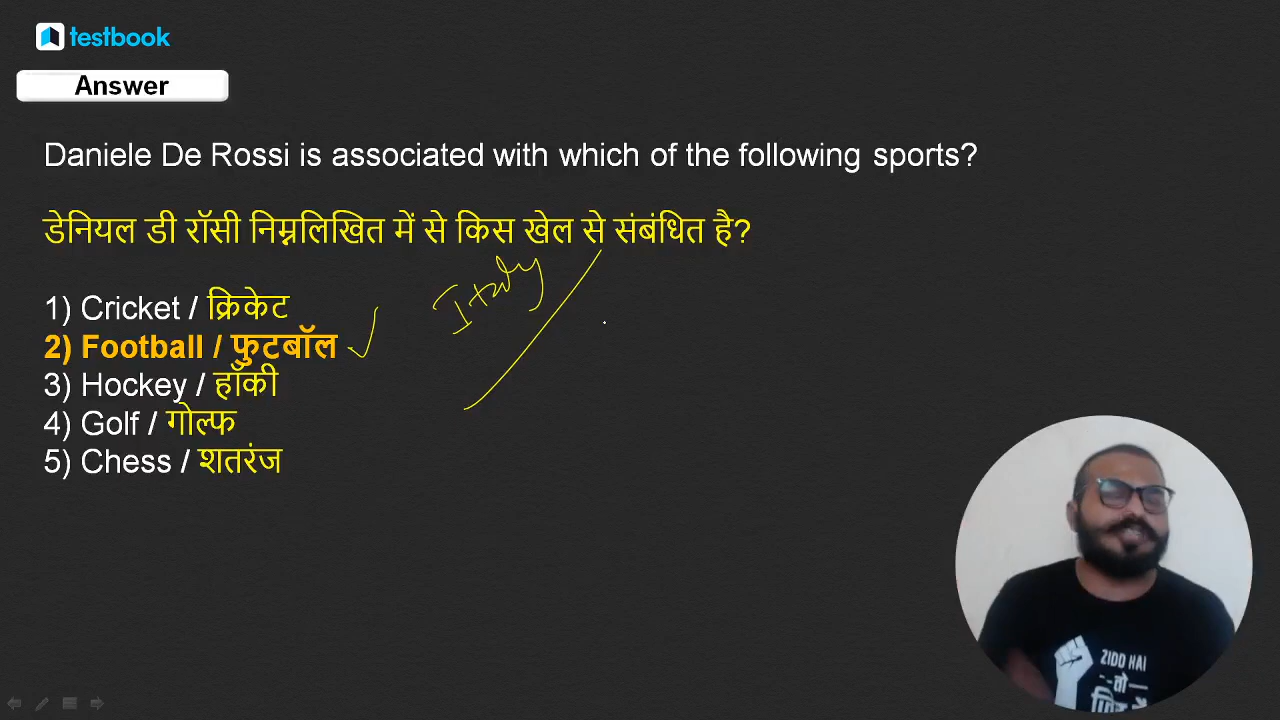 testbook
Answer
Daniele De Rossi is associated with which of the following sports?
डेनियल डी रॉसी निम्नलिखित में से किस खेल से संबंधित है?
Italy
1) Cricket / क्रिकेट
2) Football / फुटबॉल
3) Hockey / हॉकी
4) Golf / गोल्फ
5) Chess / शतरंज
ZIDD HAI
तो